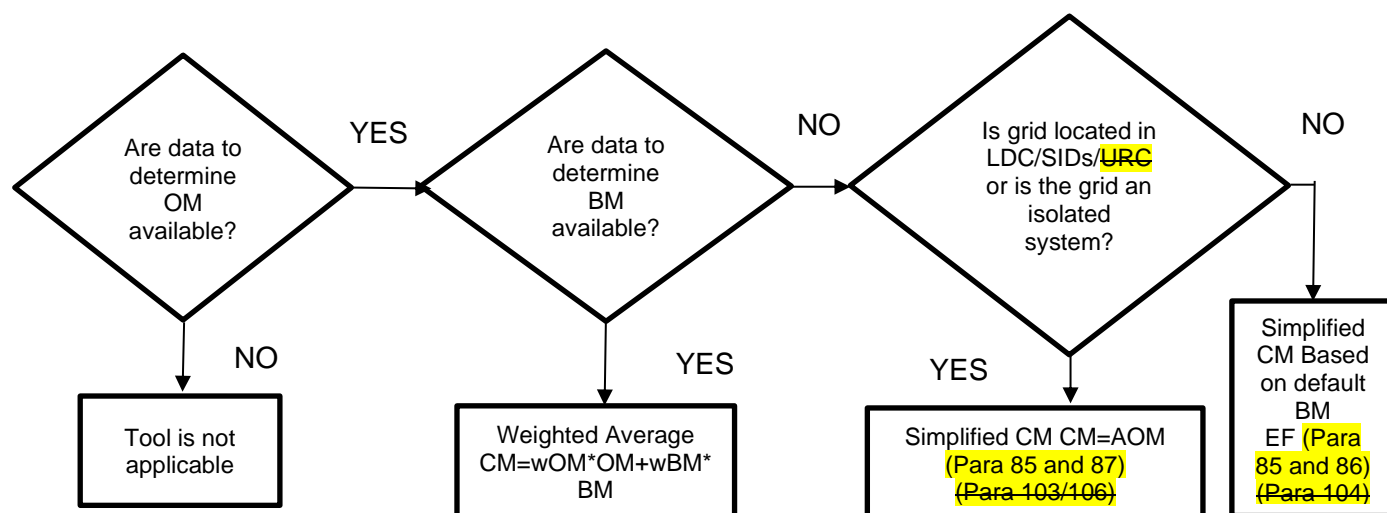 Are data to
determine
OM
available?
YES
Are data to
determine
BM
available?
NO
Is grid located in
LDC/SIDs/URC
or is the grid an
isolated
system?
NO
NO
Tool is not
applicable
YES
Weighted Average
CM=wOM*OM+wBM*
BM
YES
Simplified CM CM=AOM
(Para 85 and 87)
(Para 103/106)
Simplified
CM Based
on default
BM
EF (Para
85 and 86)
(Para 104)